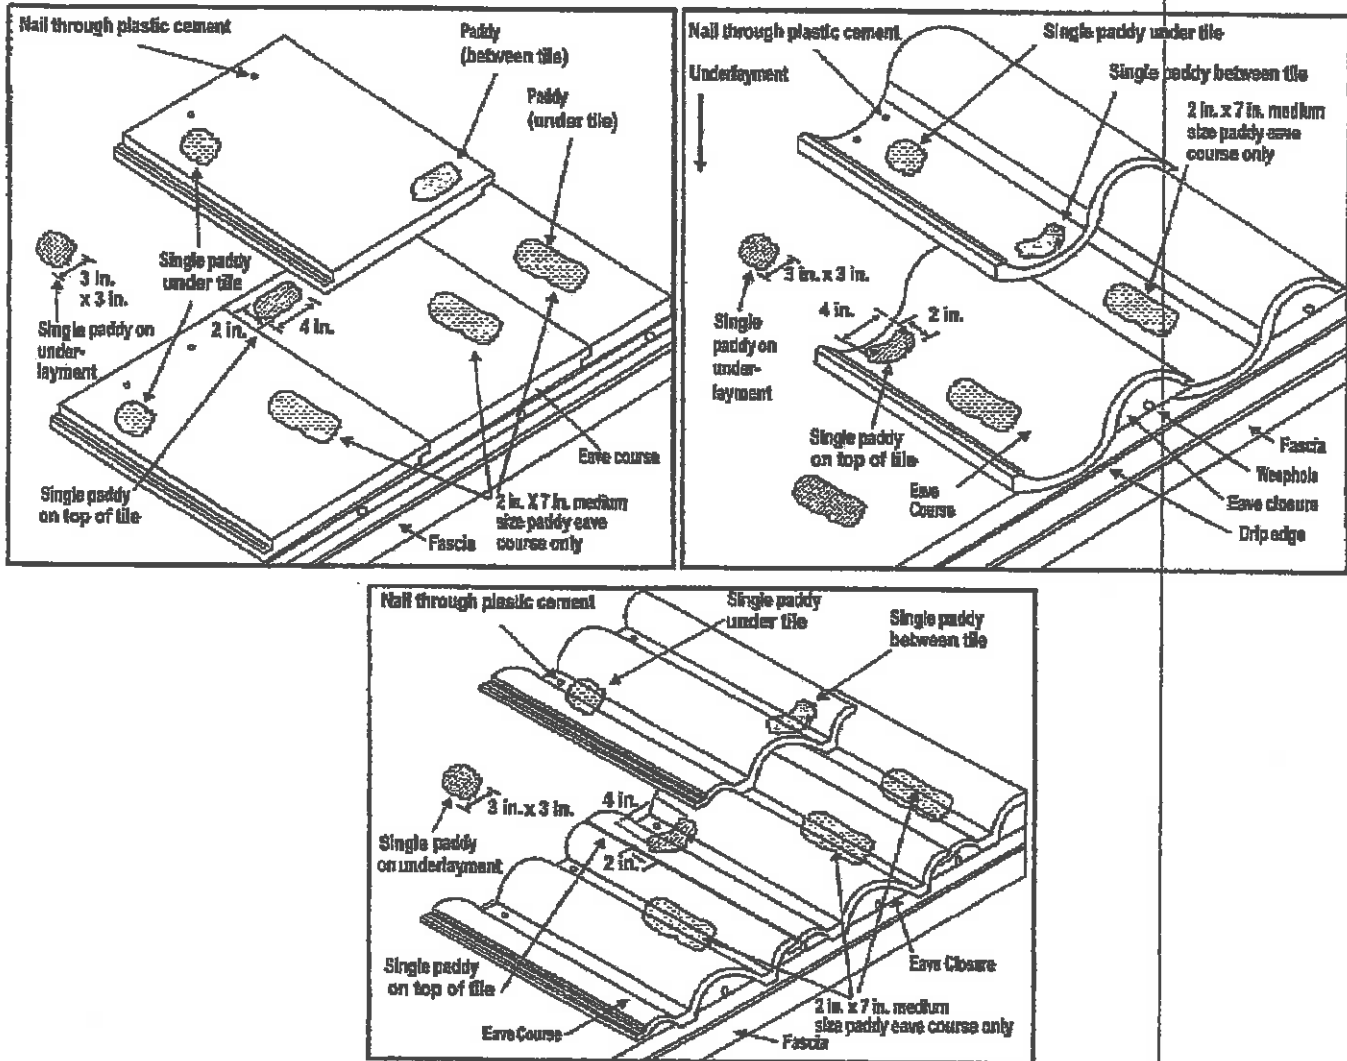 Nail through plastic cement
Paddy
(between tile)
Paddy
(under tile)
Single paddy
under tile
3 in.
x 3 in.
Single paddy on
under-
layment
2 in.
4 in.
Single paddy
on top of tile
Eave course
2 in. X 7 in. medium
size paddy eave
course only
Fascia
Nail through plastic cement
Underlayment
Single paddy under tile
Single paddy between tile
2 in. x 7 in. medium
size paddy eave
course only
3 in. x 3 in.
4 in.
2 in.
Single
paddy on
under-
layment
Single paddy
on top of tile
Eave
Course
Fascia
Weephole
Eave closure
Drip edge
Nail through plastic cement
Single paddy
under tile
Single paddy
between tile
3 in. x 3 in.
Single paddy
on underlayment
4 in.
2 in.
Single paddy
on top of tile
Eave Course
Eave Closure
2 in. x 7 in. medium
size paddy eave course only
Fascia